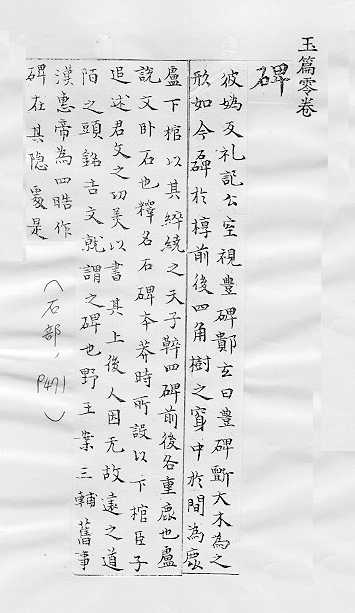 玉篇零卷
碑
彼嬀反礼記公室視豊碑鄭玄曰豊碑斵大木為之
形如今碑於椁前後四角樹之穿中於間為鹿
盧下棺以其綷繞之天子四碑前後各重鹿也盧
說文卧石也釋名石碑本莽時所設以下棺臣子
追述君父之功美以書其上後人因无故遠之道
陌之頭銘吉文就謂之碑也野王案三輔舊事
漢惠帝為四晧作
碑在其隐處是
（石部，P471）